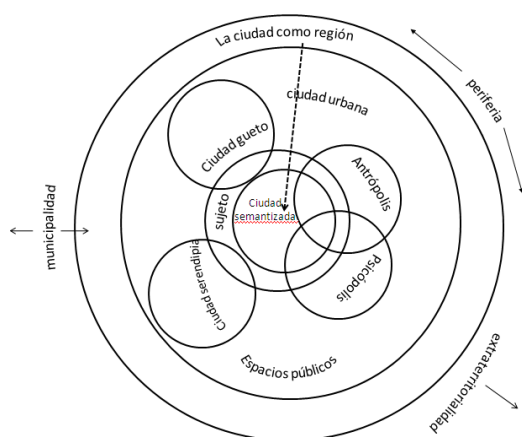 La ciudad como región
periferia
ciudad urbana
Ciudad gueto
Antrópolis
municipalidad
sujeto
Ciudad
semantizada
Psicópolis
Ciudad serendipia
Espacios públicos
extraterritorialidad